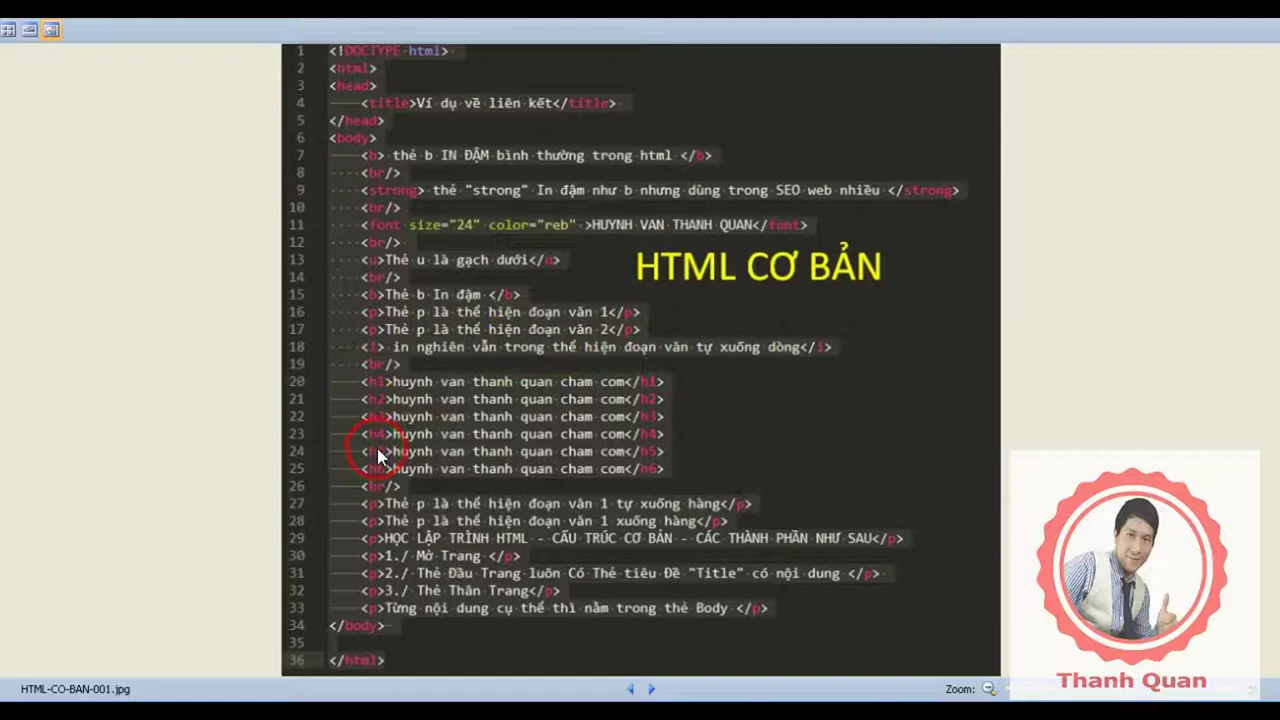 1 <!DOCTYPE html>
2 <html>
3 <head>
4 <title>Ví dụ về liên kết</title>
5 </head>
6 <body>
7 <b> thẻ b IN ĐẬM bình thường trong html </b>
8 <br/>
9 <strong> thẻ "strong" In đậm như b nhưng dùng trong SEO web nhiều </strong>
10 <br/>
11 <font size="24" color="reb" >HUYNH VAN THANH QUAN</font>
12 <br/>
13 <u>Thẻ u là gạch dưới</u>
14 <br/>
HTML CƠ BẢN
15 <b>Thẻ b In đậm </b>
16 <p>Thẻ p là thể hiện đoạn văn 1</p>
17 <p>Thẻ p là thể hiện đoạn văn 2</p>
18 <i> in nghiên vẫn trong thể hiện đoạn văn tự xuống dòng</i>
19 <br/>
20 <h1>huynh van thanh quan cham com</h1>
21 <h2>huynh van thanh quan cham com</h2>
22 <h3>huynh van thanh quan cham com</h3>
23 <h4>huynh van thanh quan cham com</h4>
24 <h5>huynh van thanh quan cham com</h5>
25 <h6>huynh van thanh quan cham com</h6>
26 <br/>
27 <p>Thẻ p là thể hiện đoạn văn 1 tự xuống hàng</p>
28 <p>Thẻ p là thể hiện đoạn văn 1 xuống hàng</p>
29 <p>HỌC LẬP TRÌNH HTML - CẤU TRÚC CƠ BẢN - CÁC THÀNH PHẦN NHƯ SAU</p>
30 <p>1./ Mở Trang </p>
31 <p>2./ Thẻ Đầu Trang luôn Có Thẻ tiêu Đề "Title" có nội dung </p>
32 <p>3./ Thẻ Thân Trang</p>
33 <p>Từng nội dung cụ thể thì nằm trong thẻ Body </p>
34 </body>
35
36 </html>
Thanh Quan
HTML-CO-BAN-001.jpg
Zoom: